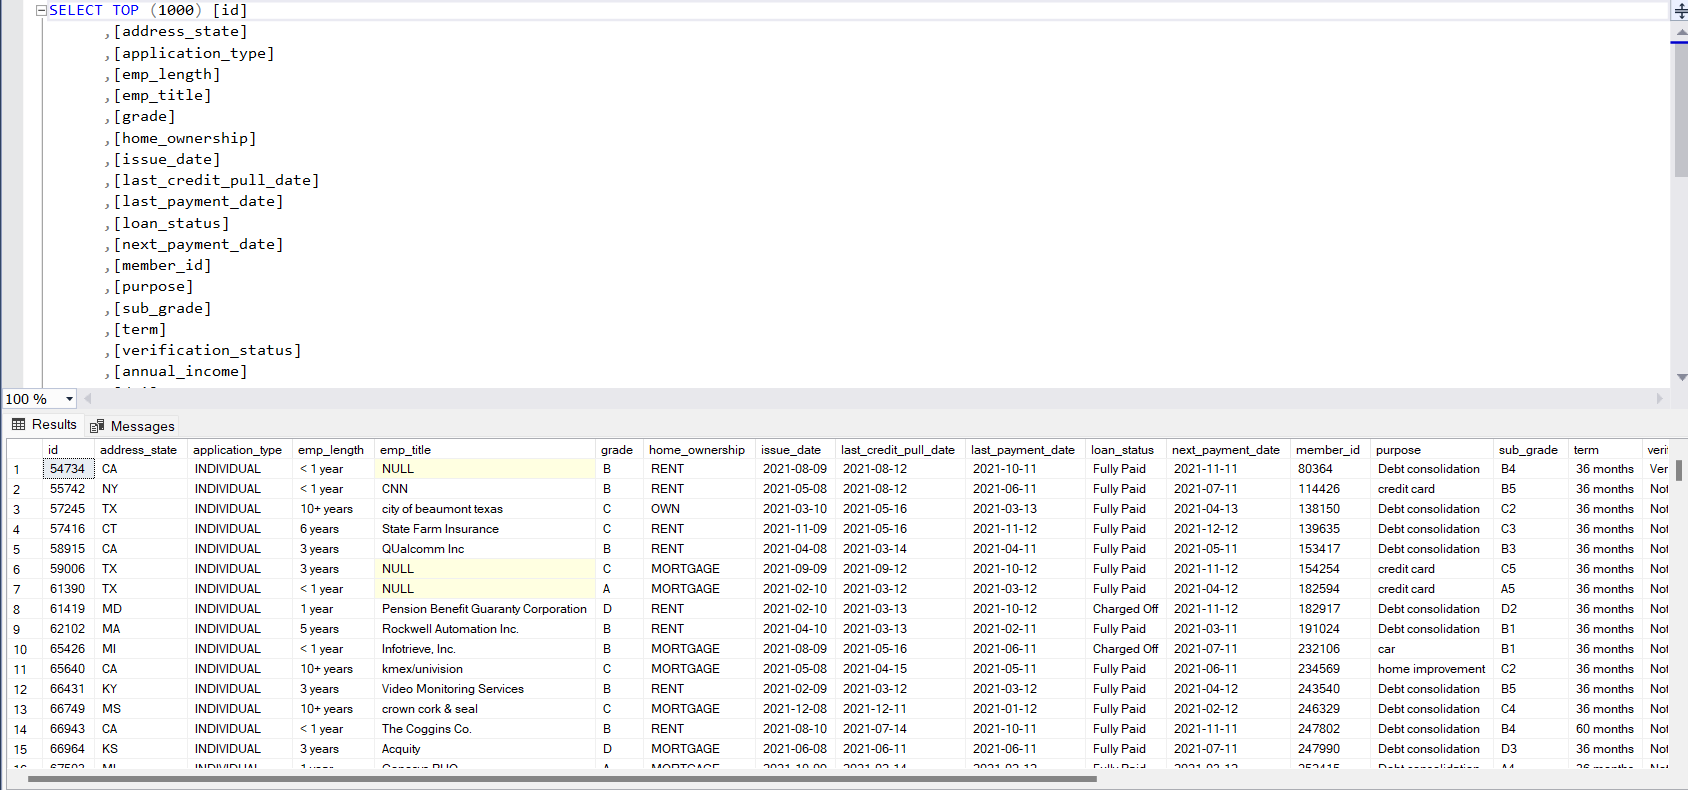 SELECT TOP (1000) [id]
,[address_state]
,[application_type]
,[emp_length]
,[emp_title]
,[grade]
,[home_ownership]
,[issue_date]
,[last_credit_pull_date]
,[last_payment_date]
,[loan_status]
,[next_payment_date]
,[member_id]
,[purpose]
,[sub_grade]
,[term]
,[verification_status]
,[annual_income]
100 %
Results Messages
id address_state application_type emp_length emp_title grade home_ownership issue_date last_credit_pull_date last_payment_date loan_status next_payment_date member_id purpose sub_grade term veri
1 54734 CA INDIVIDUAL < 1 year NULL B RENT 2021-08-09 2021-08-12 2021-10-11 Fully Paid 2021-11-11 80364 Debt consolidation B4 36 months Ver
2 55742 NY INDIVIDUAL < 1 year CNN B RENT 2021-05-08 2021-08-12 2021-06-11 Fully Paid 2021-07-11 114426 credit card B5 36 months Not
3 57245 TX INDIVIDUAL 10+ years city of beaumont texas C OWN 2021-03-10 2021-05-16 2021-03-13 Fully Paid 2021-04-13 138150 Debt consolidation C2 36 months Not
4 57416 CT INDIVIDUAL 6 years State Farm Insurance C RENT 2021-11-09 2021-05-16 2021-11-12 Fully Paid 2021-12-12 139635 Debt consolidation C3 36 months Not
5 58915 CA INDIVIDUAL 3 years QUalcomm Inc B RENT 2021-04-08 2021-03-14 2021-04-11 Fully Paid 2021-05-11 153417 Debt consolidation B3 36 months Not
6 59006 TX INDIVIDUAL 3 years NULL C MORTGAGE 2021-09-09 2021-09-12 2021-10-12 Fully Paid 2021-11-12 154254 credit card C5 36 months Not
7 61390 TX INDIVIDUAL < 1 year NULL A MORTGAGE 2021-02-10 2021-03-12 2021-03-12 Fully Paid 2021-04-12 182594 credit card A5 36 months Not
8 61419 MD INDIVIDUAL 1 year Pension Benefit Guaranty Corporation D RENT 2021-02-10 2021-03-13 2021-10-12 Charged Off 2021-11-12 182917 Debt consolidation D2 36 months Not
9 62102 MA INDIVIDUAL 5 years Rockwell Automation Inc. B RENT 2021-04-10 2021-03-13 2021-02-11 Fully Paid 2021-03-11 191024 Debt consolidation B1 36 months Not
10 65426 MI INDIVIDUAL < 1 year Infotrieve, Inc. B MORTGAGE 2021-08-09 2021-05-16 2021-06-11 Charged Off 2021-07-11 232106 car B1 36 months Not
11 65640 CA INDIVIDUAL 10+ years kmex/univision C MORTGAGE 2021-05-08 2021-04-15 2021-05-11 Fully Paid 2021-06-11 234569 home improvement C2 36 months Not
12 66431 KY INDIVIDUAL 3 years Video Monitoring Services B RENT 2021-02-09 2021-03-12 2021-03-12 Fully Paid 2021-04-12 243540 Debt consolidation B5 36 months Not
13 66749 MS INDIVIDUAL 10+ years crown cork & seal C MORTGAGE 2021-12-08 2021-12-11 2021-01-12 Fully Paid 2021-02-12 246329 Debt consolidation C4 36 months Not
14 66943 CA INDIVIDUAL < 1 year The Coggins Co. B RENT 2021-08-10 2021-07-14 2021-10-11 Fully Paid 2021-11-11 247802 Debt consolidation B4 60 months Not
15 66964 KS INDIVIDUAL 3 years Acquity D MORTGAGE 2021-06-08 2021-06-11 2021-06-11 Fully Paid 2021-07-11 247990 Debt consolidation D3 36 months Not